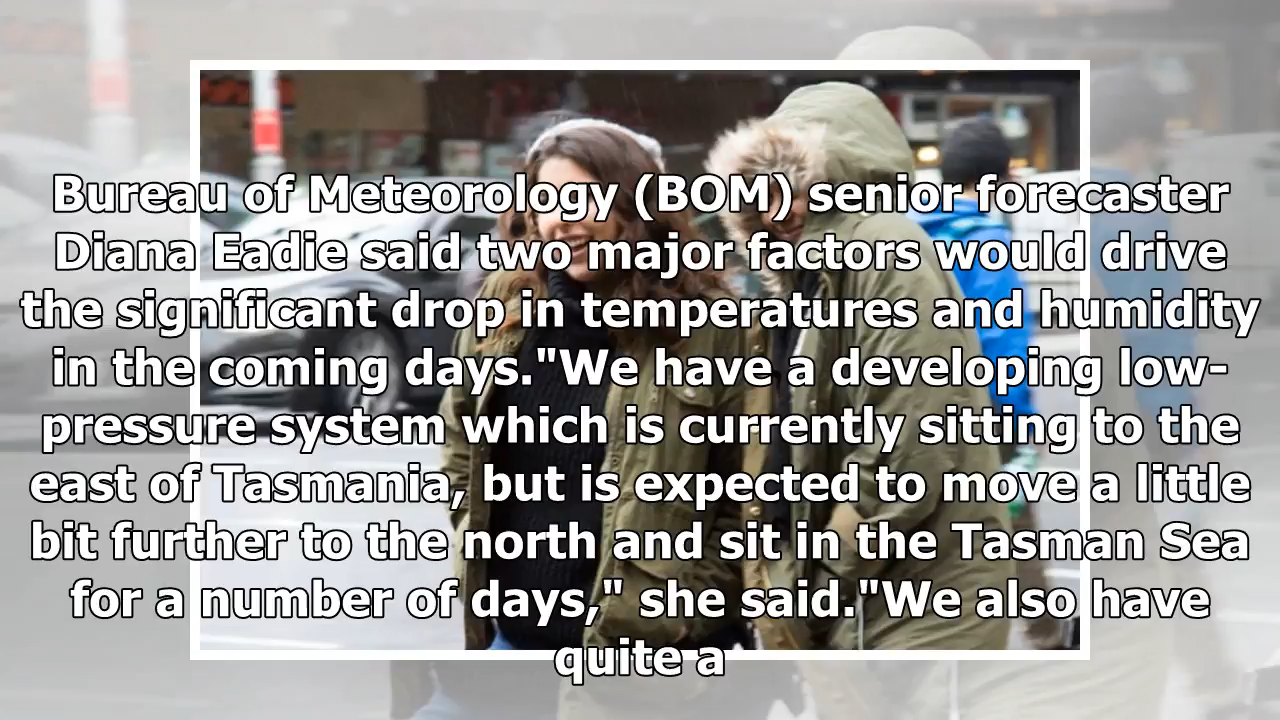 Bureau of Meteorology (BOM) senior forecaster
Diana Eadie said two major factors would drive
the significant drop in temperatures and humidity
in the coming days."We have a developing low-
pressure system which is currently sitting to the
east of Tasmania, but is expected to move a little
bit further to the north and sit in the Tasman Sea
for a number of days," she said."We also have
quite a